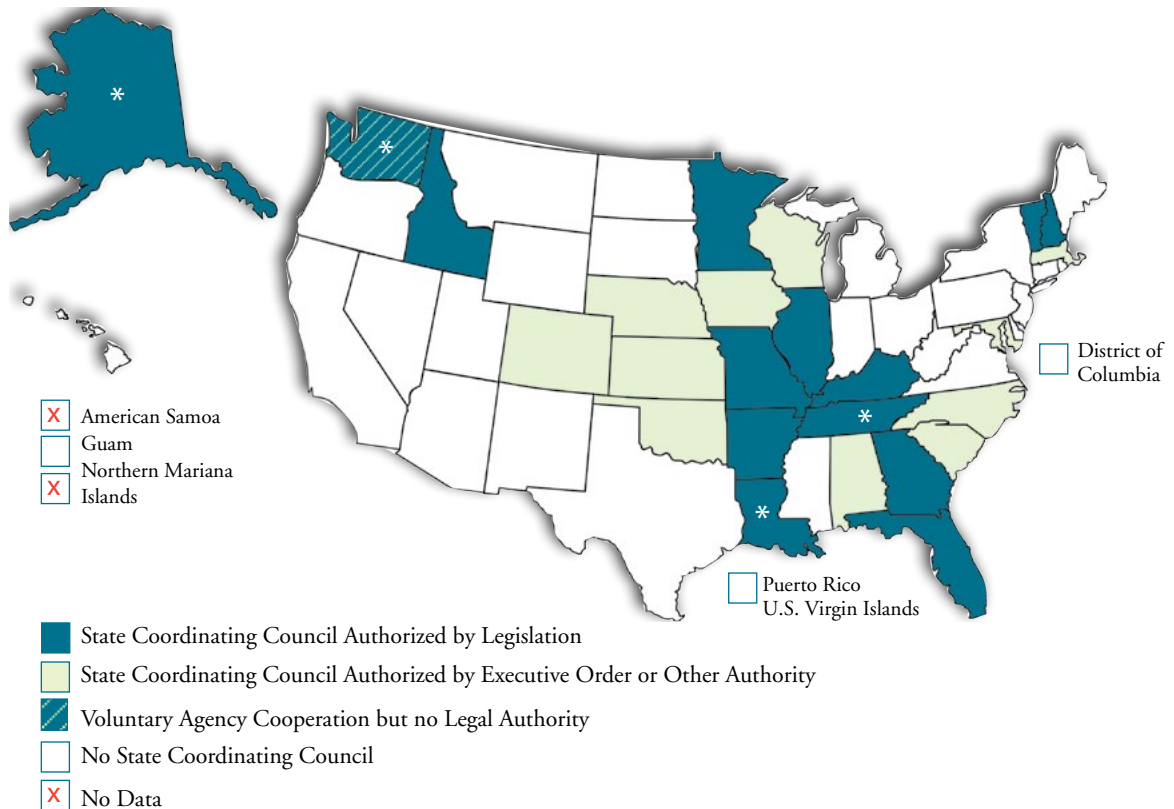 *
*
*
*
District of
Columbia
X American Samoa
Guam
Northern Mariana
X Islands
Puerto Rico
U.S. Virgin Islands
State Coordinating Council Authorized by Legislation
State Coordinating Council Authorized by Executive Order or Other Authority
Voluntary Agency Cooperation but no Legal Authority
No State Coordinating Council
X No Data